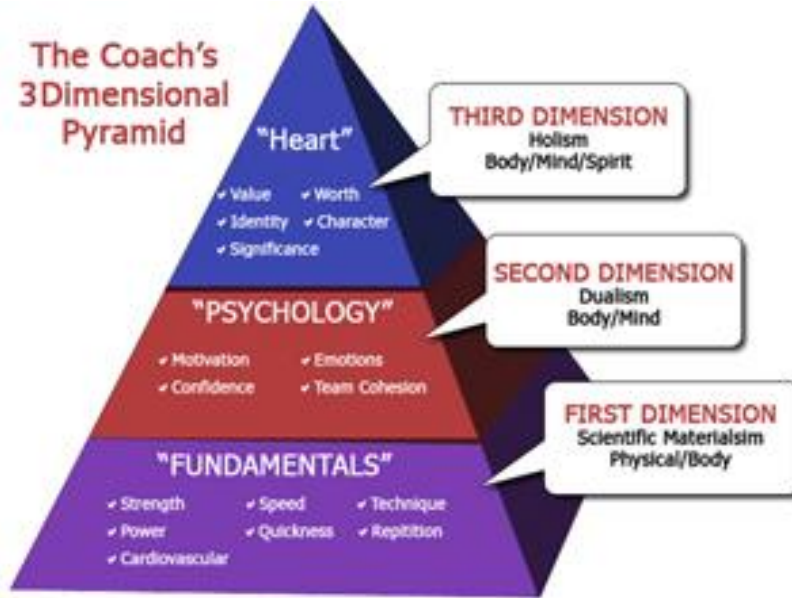 The Coach's
3Dimensional
Pyramid
"Heart"
✔ Value ✔ Worth
✔ Identity ✔ Character
✔ Significance
THIRD DIMENSION
Holism
Body/Mind/Spirit
"PSYCHOLOGY"
✔ Motivation ✔ Emotions
✔ Confidence ✔ Team Cohesion
SECOND DIMENSION
Dualism
Body/Mind
"FUNDAMENTALS"
✔ Strength ✔ Speed ✔ Technique
✔ Power ✔ Quickness ✔ Repitition
✔ Cardiovascular
FIRST DIMENSION
Scientific Materialsim
Physical/Body